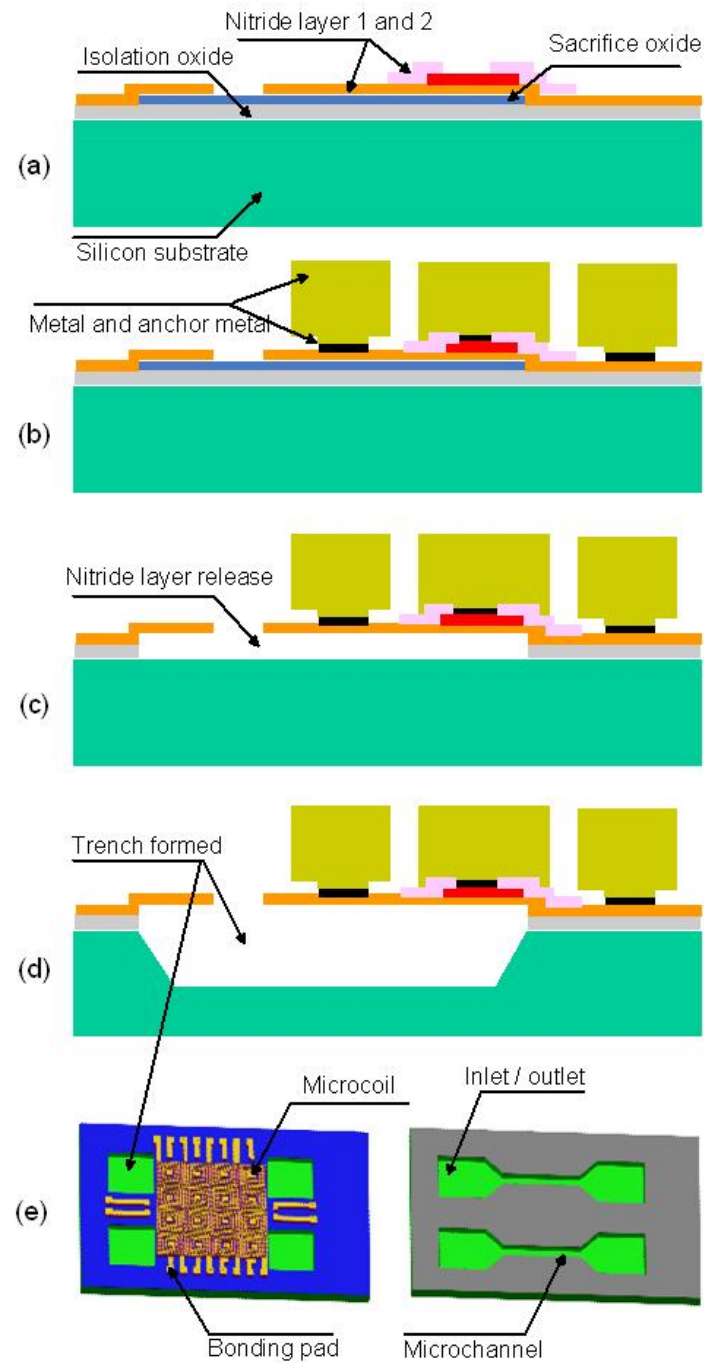 Nitride layer 1 and 2
Isolation oxide
Sacrifice oxide
(a)
Silicon substrate
Metal and anchor metal
(b)
Nitride layer release
(c)
Trench formed
(d)
Microcoil
Inlet / outlet
(e)
Bonding pad
Microchannel